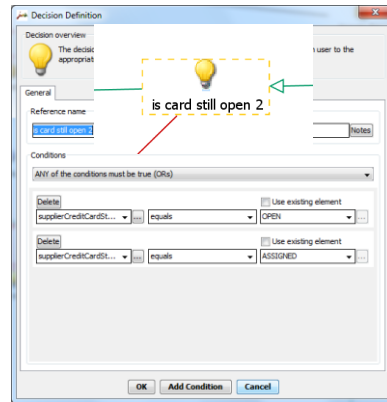 Decision Definition
Decision overview
The decisio
n user to the
appropriat
is card still open 2
General
Reference name
is card still open 2
Notes
Conditions
ANY of the conditions must be true (ORs)
Delete
Use existing element
supplierCreditCardSt...
...
equals
OPEN
...
Delete
Use existing element
supplierCreditCardSt...
...
equals
ASSIGNED
...
OK
Add Condition
Cancel